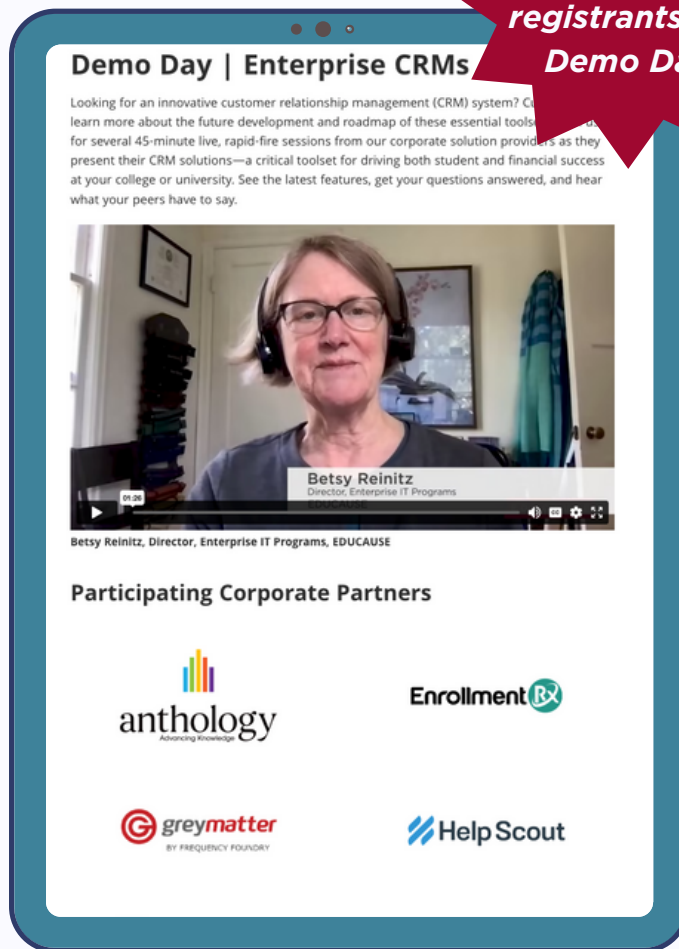 registrants
Demo Da
Demo Day | Enterprise CRMs
Looking for an innovative customer relationship management (CRM) system?
learn more about the future development and roadmap of these essential
for several 45-minute live, rapid-fire sessions from our corporate solution providers as they
present their CRM solutions—a critical toolset for driving both student and financial success
at your college or university. See the latest features, get your questions answered, and hear
what your peers have to say.
Betsy Reinitz
Director, Enterprise IT Programs
EDUCAUSE
01:26
CC
Betsy Reinitz, Director, Enterprise IT Programs, EDUCAUSE
Participating Corporate Partners
anthology
Advancing Knowledge
Enrollment Rx
G greymatter
BY FREQUENCY FOUNDRY
Help Scout